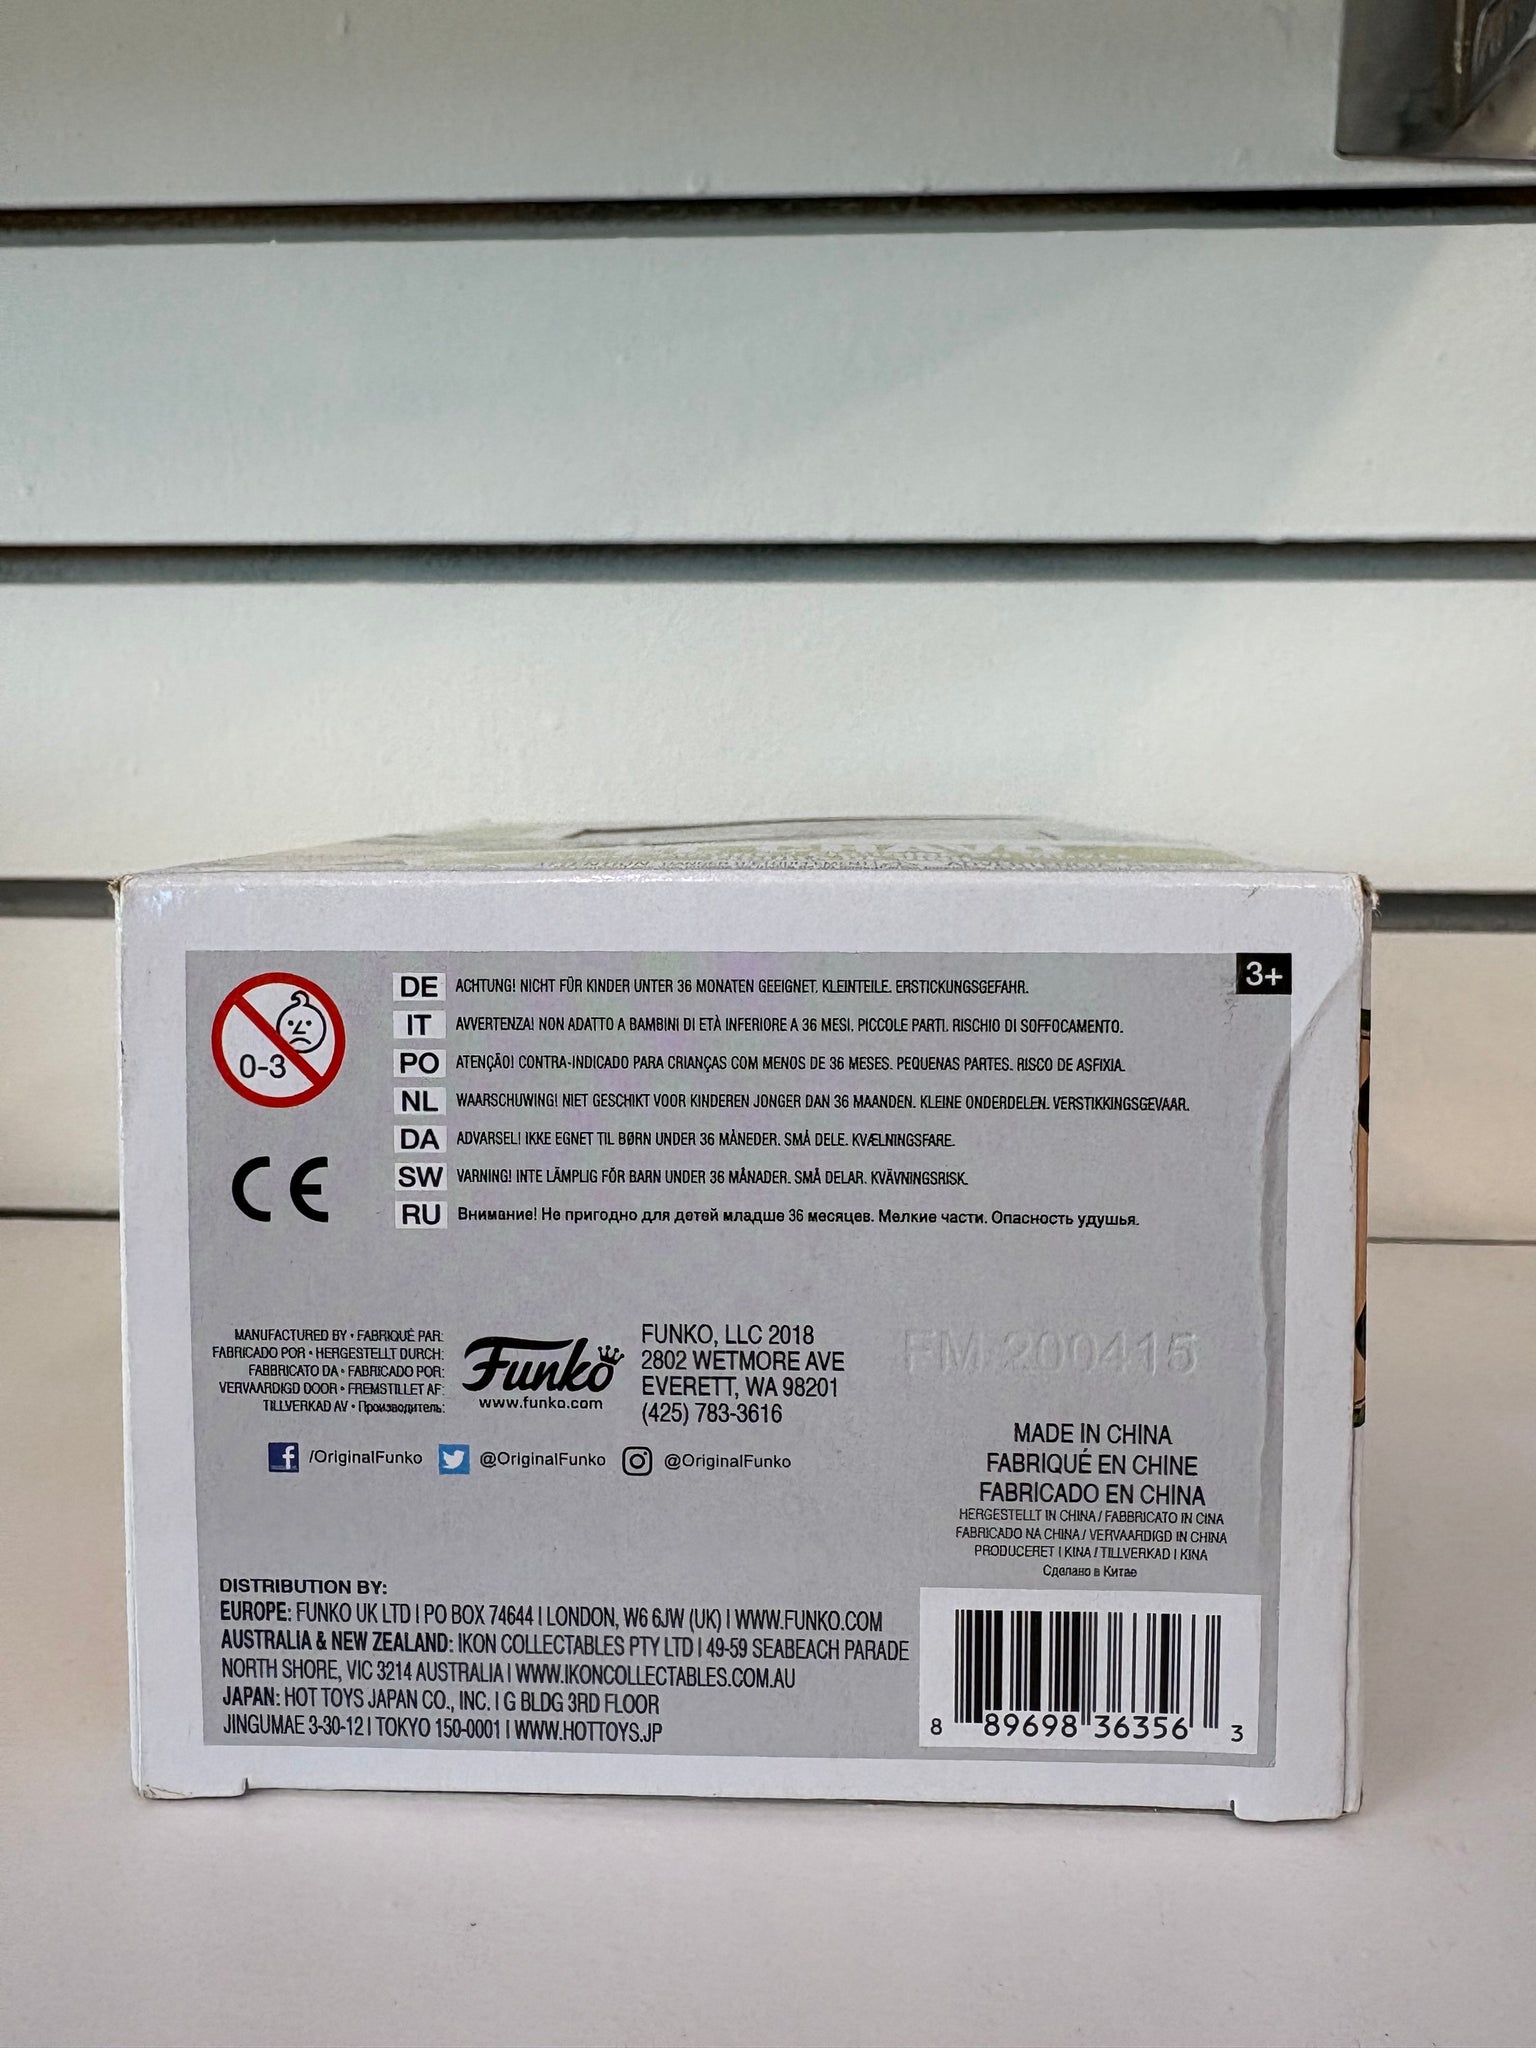 3+
0-3
DE ACHTUNG! NICHT FÜR KINDER UNTER 36 MONATEN GEEIGNET. KLEINTEILE. ERSTICKUNGSGEFAHR.
IT AVVERTENZA! NON ADATTO A BAMBINI DI ETÀ INFERIORE A 36 MESI. PICCOLE PARTI. RISCHIO DI SOFFOCAMENTO.
PO ATENÇÃO! CONTRA-INDICADO PARA CRIANÇAS COM MENOS DE 36 MESES. PEQUENAS PARTES. RISCO DE ASFIXIA.
NL WAARSCHUWING! NIET GESCHIKT VOOR KINDEREN JONGER DAN 36 MAANDEN. KLEINE ONDERDELEN. VERSTIKKINGSGEVAAR.
DA ADVARSEL! IKKE EGNET TIL BØRN UNDER 36 MÅNEDER. SMÅ DELE. KVÆLNINGSFARE.
SW VARNING! INTE LÄMPLIG FÖR BARN UNDER 36 MÅNADER. SMÅ DELAR. KVÄVNINGSRISK.
RU Внимание! Не пригодно для детей младше 36 месяцев. Мелкие части. Опасность удушья.
CE
MANUFACTURED BY • FABRIQUÉ PAR:
FABRICADO POR • HERGESTELLT DURCH:
FABBRICATO DA • FABRICADO POR:
VERVAARDIGD DOOR • FREMSTILLET AF:
TILLVERKAD AV • Производитель:
Funko
www.funko.com
FUNKO, LLC 2018
2802 WETMORE AVE
EVERETT, WA 98201
(425) 783-3616
FM 200415
/OriginalFunko @OriginalFunko @OriginalFunko
MADE IN CHINA
FABRIQUÉ EN CHINE
FABRICADO EN CHINA
HERGESTELLT IN CHINA / FABBRICATO IN CINA
FABRICADO NA CHINA / VERVAARDIGD IN CHINA
PRODUCERET I KINA / TILLVERKAD I KINA
Сделано в Китае
DISTRIBUTION BY:
EUROPE: FUNKO UK LTD | PO BOX 74644 | LONDON, W6 6JW (UK) | WWW.FUNKO.COM
AUSTRALIA & NEW ZEALAND: IKON COLLECTABLES PTY LTD | 49-59 SEABEACH PARADE
NORTH SHORE, VIC 3214 AUSTRALIA | WWW.IKONCOLLECTABLES.COM.AU
JAPAN: HOT TOYS JAPAN CO., INC. | G BLDG 3RD FLOOR
JINGUMAE 3-30-12 | TOKYO 150-0001 | WWW.HOTTOYS.JP
8 89698 36356 3